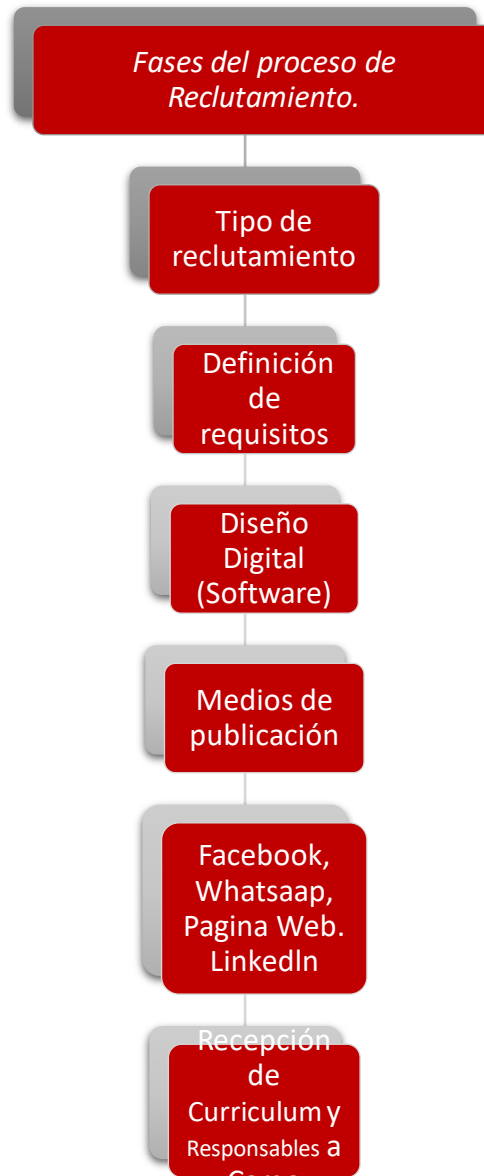 Fases del proceso de
Reclutamiento.
Tipo de
reclutamiento
Definición
de
requisitos
Diseño
Digital
(Software)
Medios de
publicación
Facebook,
Whatsaap,
Pagina Web.
LinkedIn
Recepción
de
Curriculum y
Responsables a